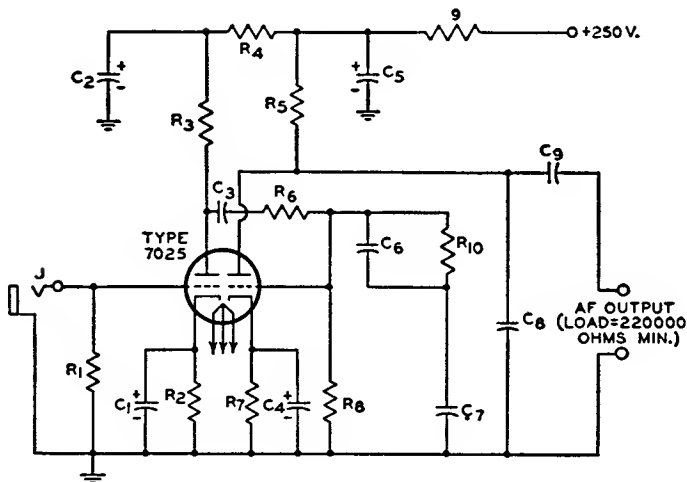 9
+250 V.
R4
C2
+
-
+
-
C5
R5
R3
C9
C3
R6
TYPE
7025
C6
R10
J
AF OUTPUT
(LOAD=220000
OHMS MIN.)
C8
R1
C1
+
-
R2
R7
C4
+
-
R8
C7